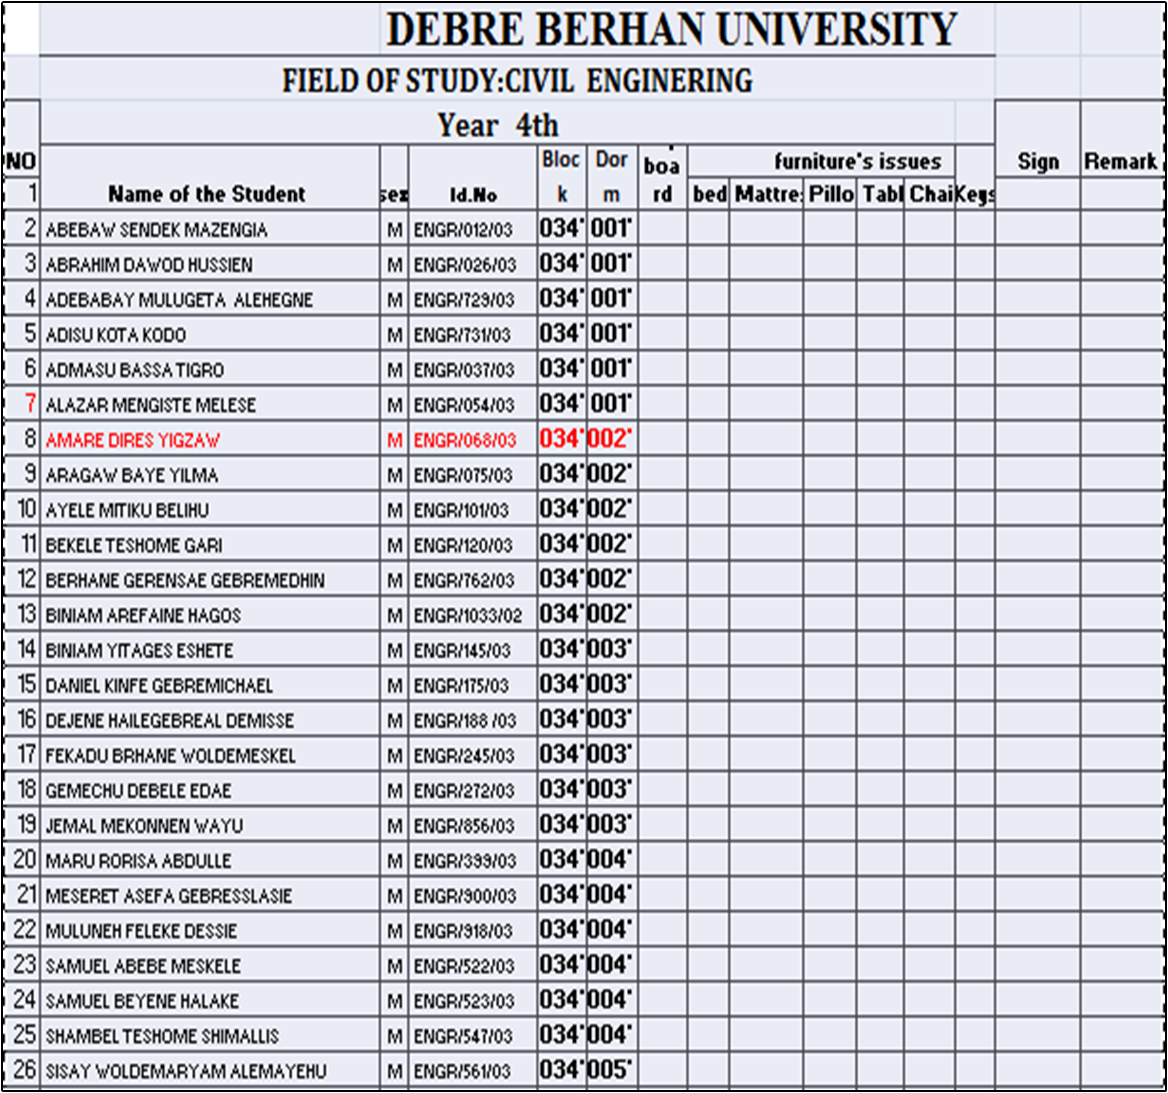 DEBRE BERHAN UNIVERSITY
FIELD OF STUDY:CIVIL ENGINERING
Year 4th
NO Name of the Student sex Id.No Block Dorm board furniture's issues Sign Remark
1 bed Mattre Pillo Tabl Chai Keys
2 ABEBAW SENDEK MAZENGIA M ENGR/012/03 034' 001'
3 ABRAHIM DAWOD HUSSIEN M ENGR/026/03 034' 001'
4 ADEBABAY MULUGETA ALEHEGNE M ENGR/729/03 034' 001'
5 ADISU KOTA KODO M ENGR/731/03 034' 001'
6 ADMASU BASSA TIGRO M ENGR/037/03 034' 001'
7 ALAZAR MENGISTE MELESE M ENGR/054/03 034' 001'
8 AMARE DIRES YIGZAW M ENGR/068/03 034' 002'
9 ARAGAW BAYE YILMA M ENGR/075/03 034' 002'
10 AYELE MITIKU BELIHU M ENGR/101/03 034' 002'
11 BEKELE TESHOME GARI M ENGR/120/03 034' 002'
12 BERHANE GERENSAE GEBREMEDHIN M ENGR/762/03 034' 002'
13 BINIAM AREFAINE HAGOS M ENGR/1033/02 034' 002'
14 BINIAM YITAGES ESHETE M ENGR/145/03 034' 003'
15 DANIEL KINFE GEBREMICHAEL M ENGR/175/03 034' 003'
16 DEJENE HAILEGEBREAL DEMISSE M ENGR/188 /03 034' 003'
17 FEKADU BRHANE WOLDEMESKEL M ENGR/245/03 034' 003'
18 GEMECHU DEBELE EDAE M ENGR/272/03 034' 003'
19 JEMAL MEKONNEN WAYU M ENGR/856/03 034' 003'
20 MARU RORISA ABDULLE M ENGR/399/03 034' 004'
21 MESERET ASEFA GEBRESSLASIE M ENGR/900/03 034' 004'
22 MULUNEH FELEKE DESSIE M ENGR/918/03 034' 004'
23 SAMUEL ABEBE MESKELE M ENGR/522/03 034' 004'
24 SAMUEL BEYENE HALAKE M ENGR/523/03 034' 004'
25 SHAMBEL TESHOME SHIMALLIS M ENGR/547/03 034' 004'
26 SISAY WOLDEMARYAM ALEMAYEHU M ENGR/561/03 034' 005'